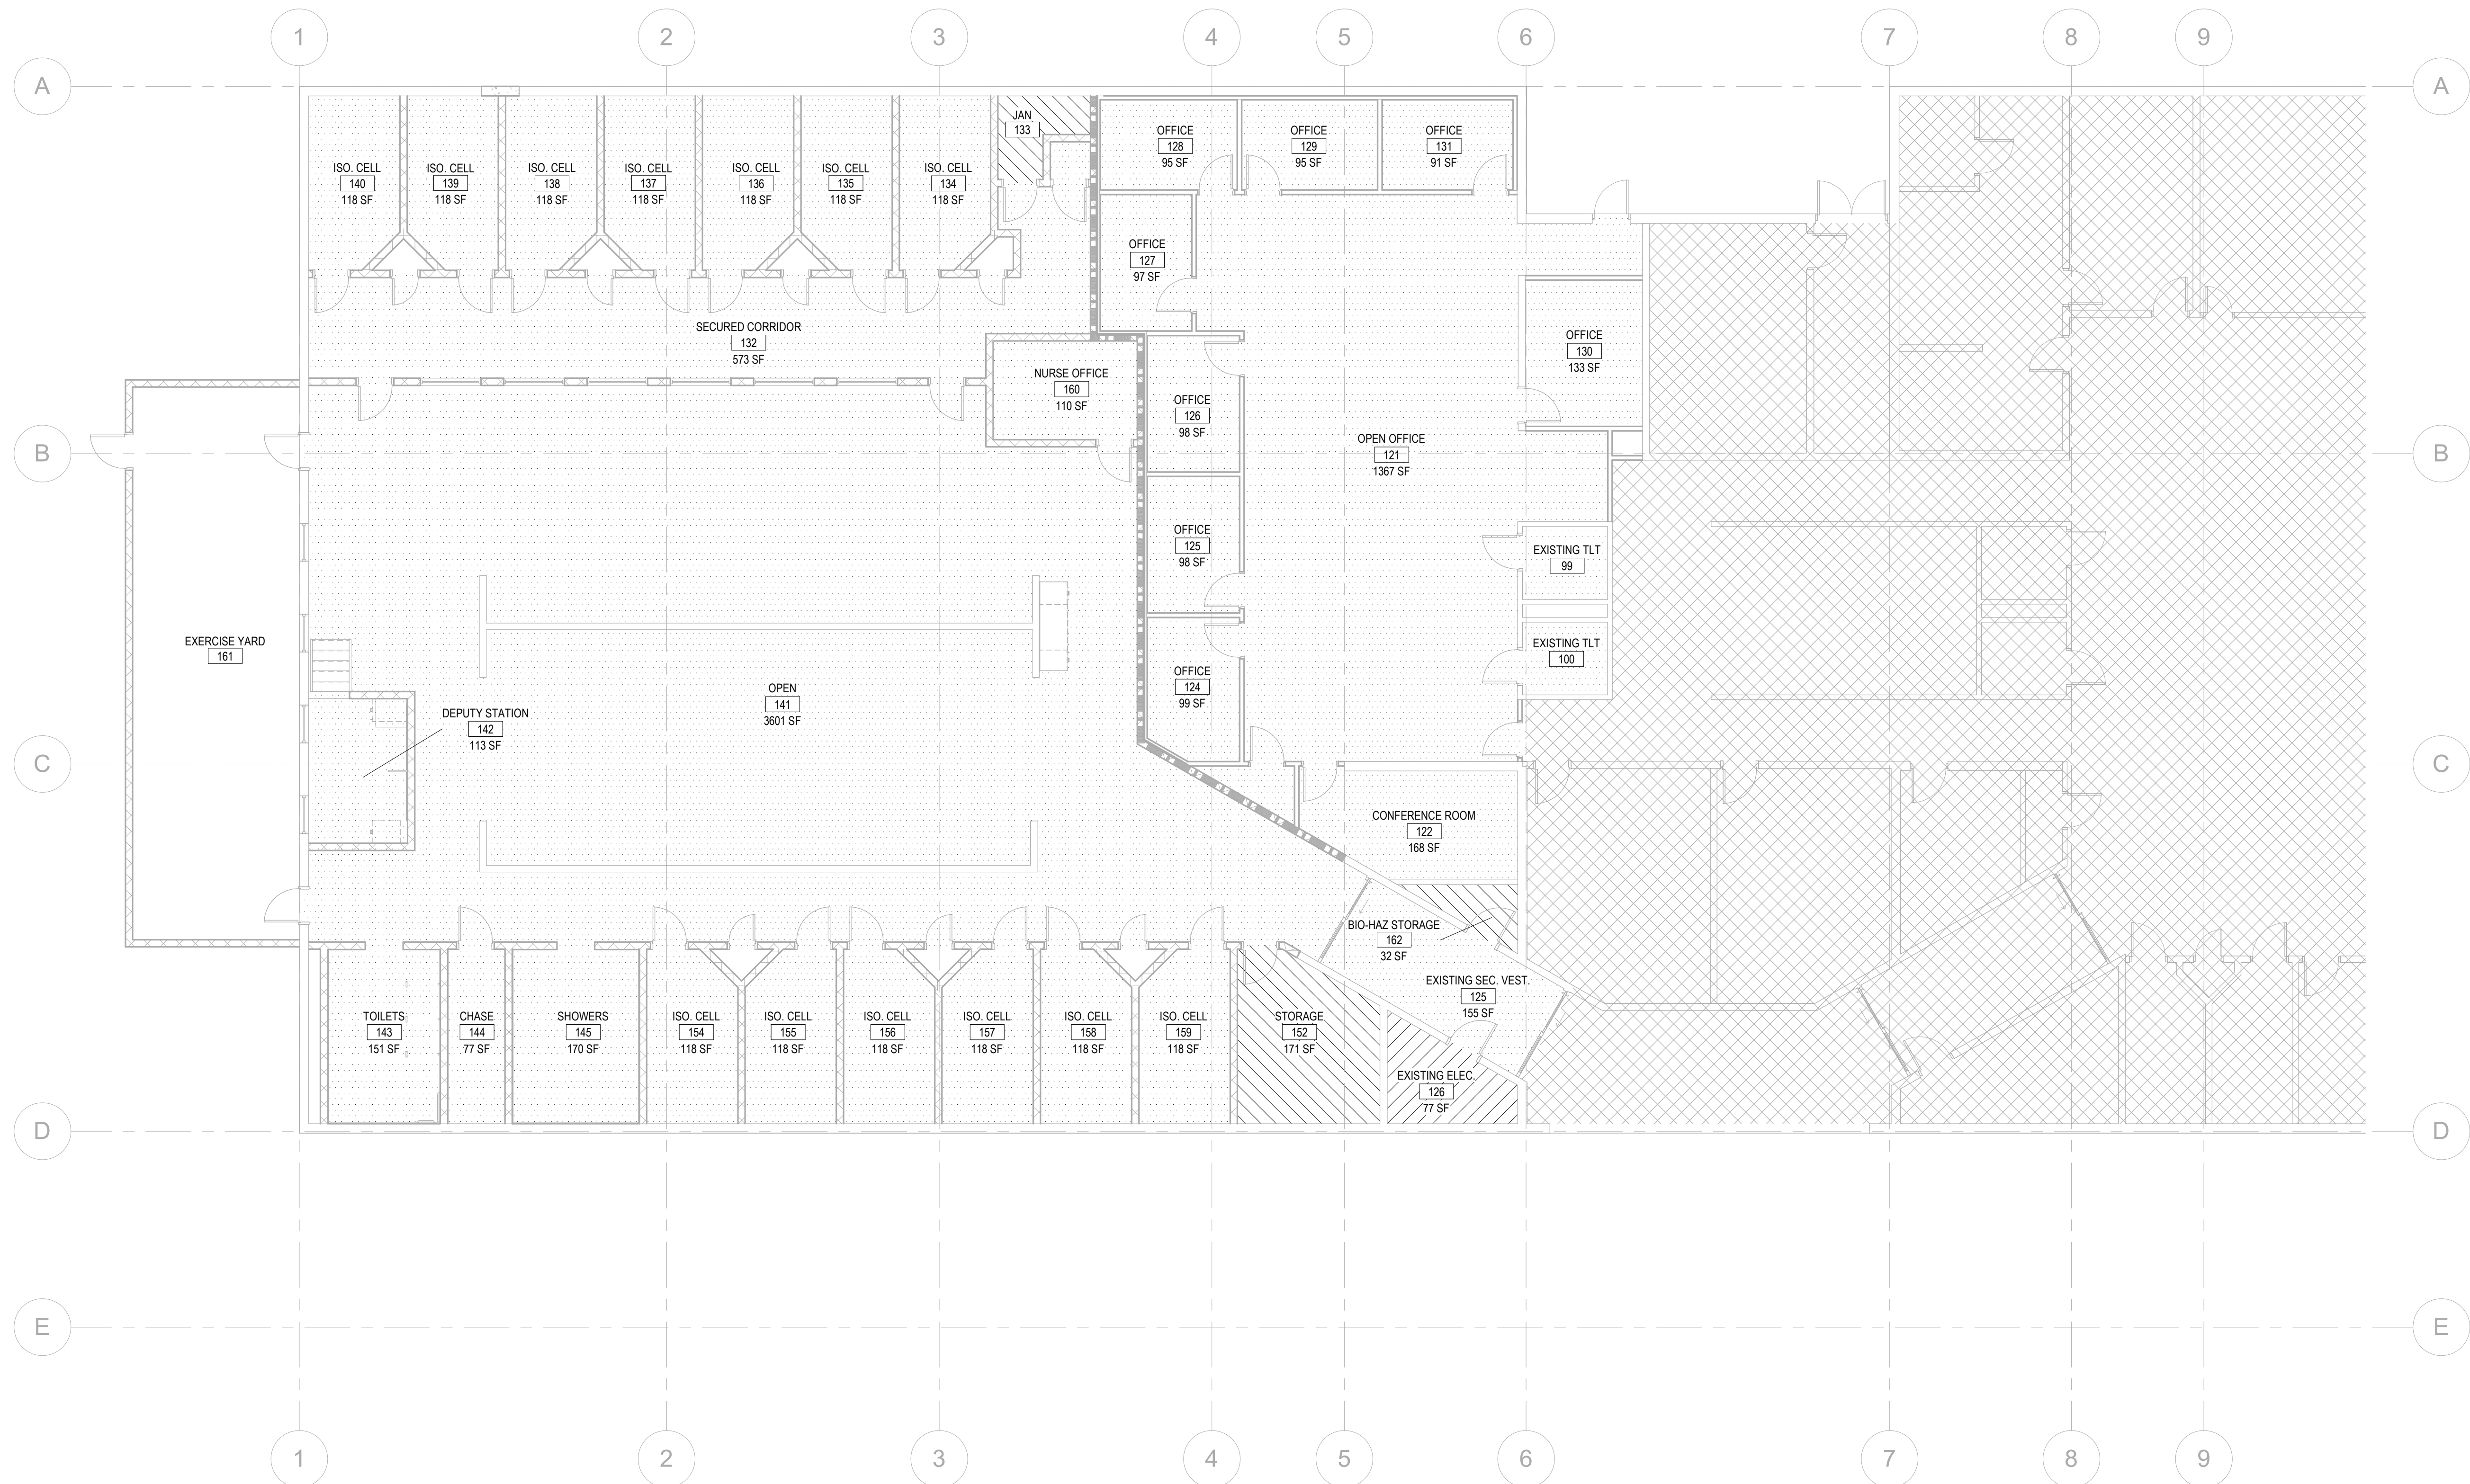 1 2 3 4 5 6 7 8 9
A A
JAN
133
OFFICE
128
95 SF
OFFICE
129
95 SF
OFFICE
131
91 SF
ISO. CELL
140
118 SF
ISO. CELL
139
118 SF
ISO. CELL
138
118 SF
ISO. CELL
137
118 SF
ISO. CELL
136
118 SF
ISO. CELL
135
118 SF
ISO. CELL
134
118 SF
OFFICE
127
97 SF
SECURED CORRIDOR
132
573 SF
OFFICE
130
133 SF
NURSE OFFICE
160
110 SF
OFFICE
126
98 SF
OPEN OFFICE
121
1367 SF
B B
OFFICE
125
98 SF
EXISTING TLT
99
EXERCISE YARD
161
EXISTING TLT
100
OFFICE
124
99 SF
OPEN
141
3601 SF
DEPUTY STATION
142
113 SF
C C
CONFERENCE ROOM
122
168 SF
BIO-HAZ STORAGE
162
32 SF
EXISTING SEC. VEST.
125
155 SF
TOILETS
143
151 SF
CHASE
144
77 SF
SHOWERS
145
170 SF
ISO. CELL
154
118 SF
ISO. CELL
155
118 SF
ISO. CELL
156
118 SF
ISO. CELL
157
118 SF
ISO. CELL
158
118 SF
ISO. CELL
159
118 SF
STORAGE
152
171 SF
EXISTING ELEC.
126
77 SF
D D
E E
1 2 3 4 5 6 7 8 9